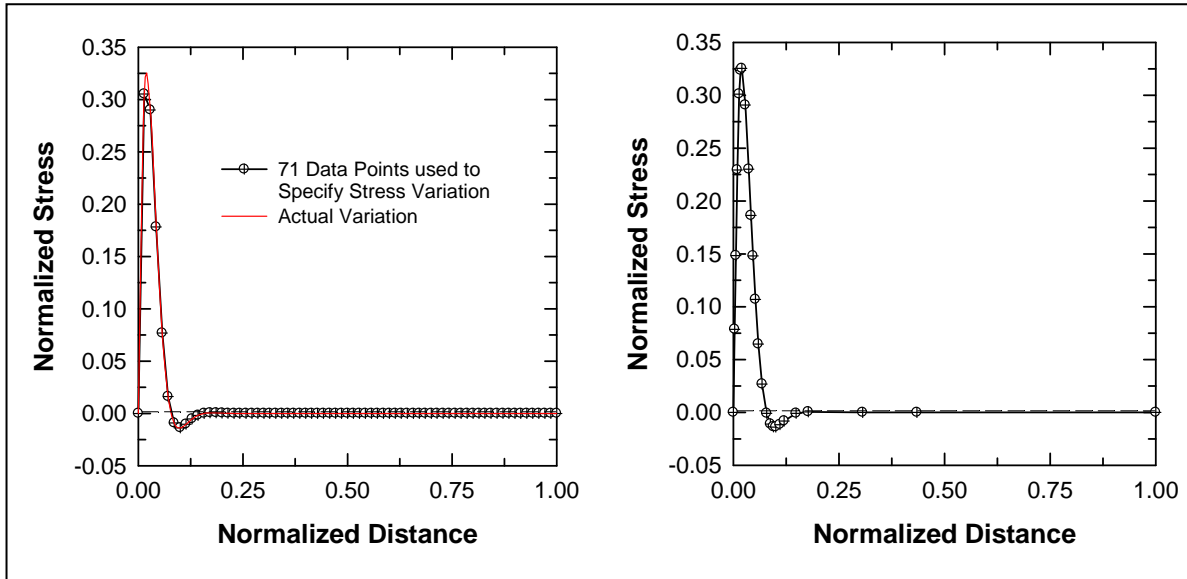 0.35
0.30
0.25
0.20
0.15
0.10
0.05
0.00
-0.05
Normalized Stress
71 Data Points used to
Specify Stress Variation
Actual Variation
0.00 0.25 0.50 0.75 1.00
Normalized Distance
0.35
0.30
0.25
0.20
0.15
0.10
0.05
0.00
-0.05
Normalized Stress
0.00 0.25 0.50 0.75 1.00
Normalized Distance